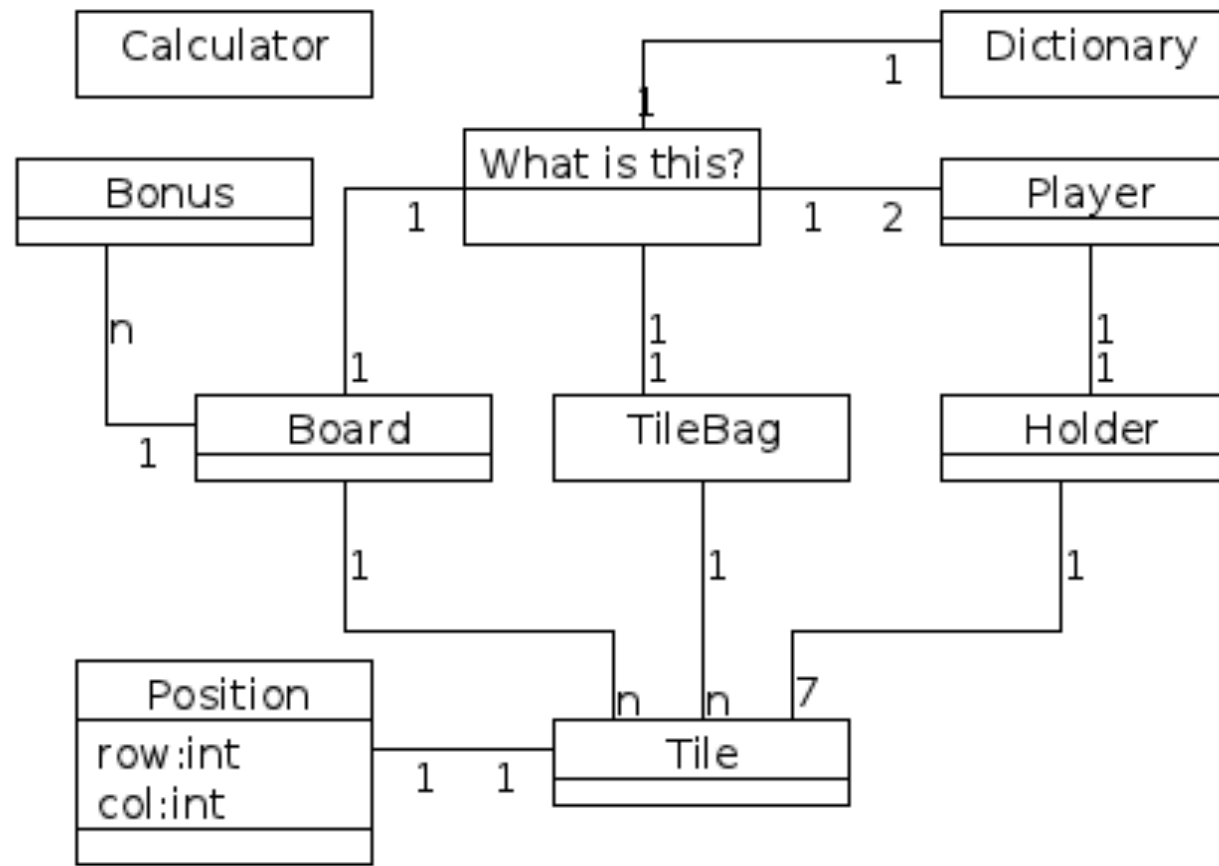 Calculator
Dictionary
1
1
What is this?
Bonus
Player
1
1
2
n
1
1
1
1
1
1
Board
TileBag
Holder
1
1
1
1
n
n
7
Position
row:int
col:int
Tile
1
1